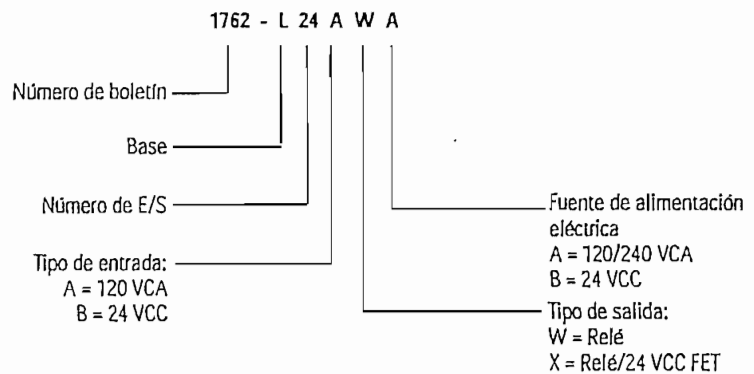 1762 - L 24 A W A
Número de boletín
Base
Número de E/S
Tipo de entrada:
A = 120 VCA
B = 24 VCC
Fuente de alimentación
eléctrica
A = 120/240 VCA
B = 24 VCC
Tipo de salida:
W = Relé
X = Relé/24 VCC FET